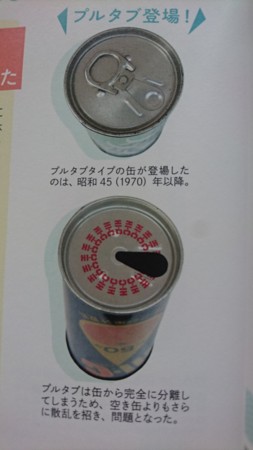 プルタブ登場!
た
プルタブタイプの缶が登場した
のは、昭和45(1970)年以降。
プルタブは缶から完全に分離し
てしまうため、空き缶よりもさら
に散乱を招き、問題となった。